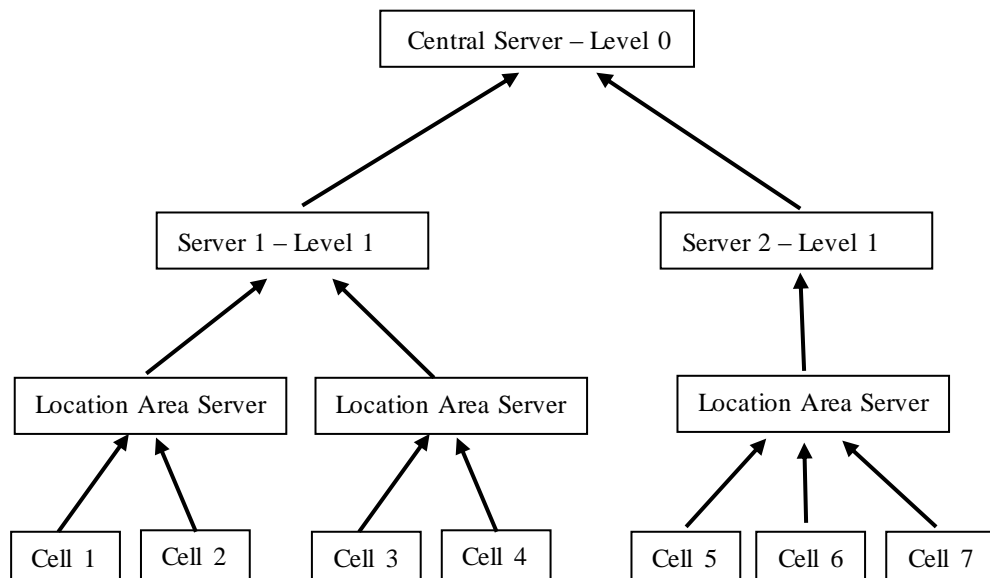 Central Server – Level 0
Server 1 – Level 1
Server 2 – Level 1
Location Area Server
Location Area Server
Location Area Server
Cell 1
Cell 2
Cell 3
Cell 4
Cell 5
Cell 6
Cell 7